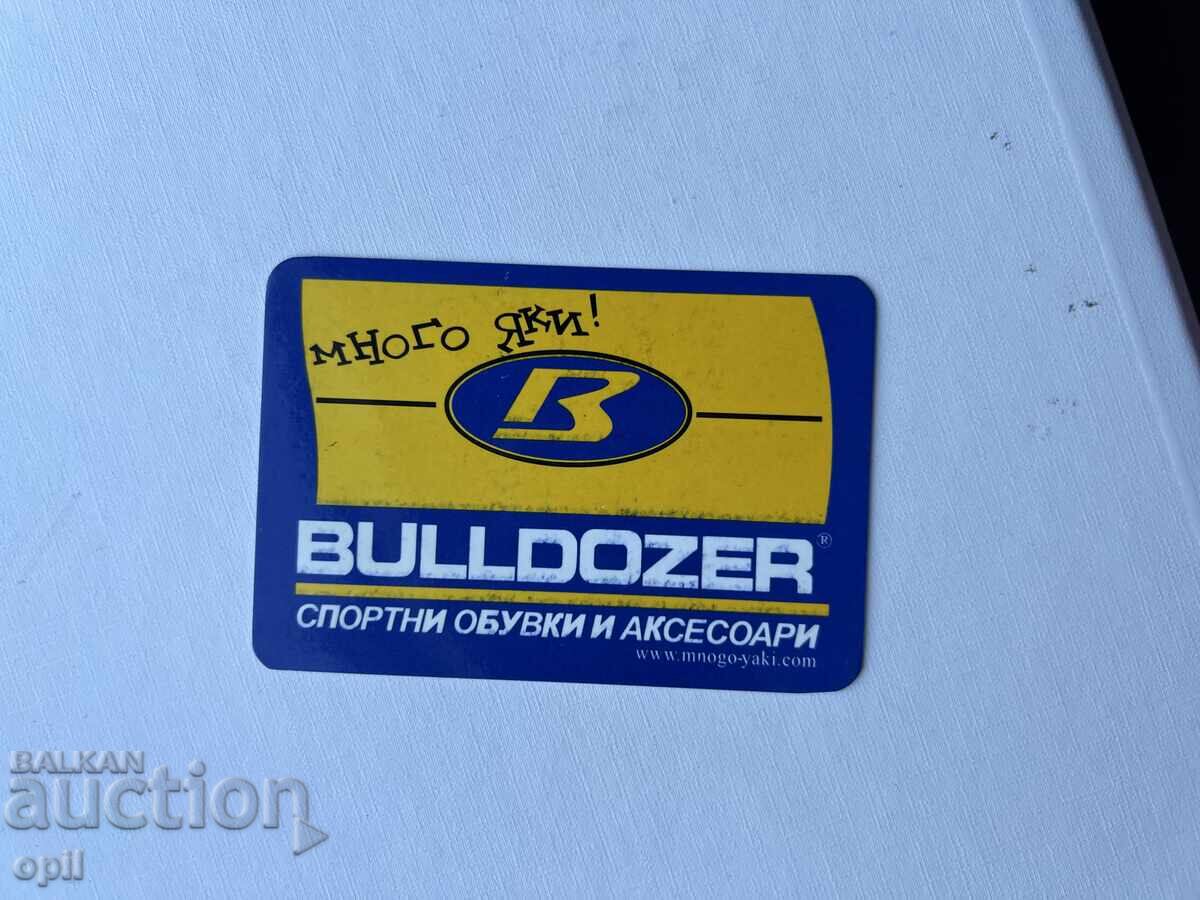 много яки!
B
BULLDOZER®
СПОРТНИ ОБУВКИ И АКСЕСОАРИ
www.mnogo-yaki.com
BALKAN
auction
opil